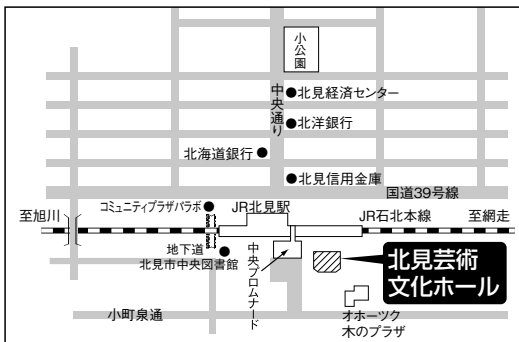 小公園
中央通り
●北見経済センター
●北洋銀行
北海道銀行●
●北見信用金庫
国道39号線
コミュニティプラザパラボ●
JR北見駅
至旭川
JR石北本線
至網走
地下道
北見市中央図書館
中央プロムナード
北見芸術
文化ホール
小町泉通
オホーツク
木のプラザ